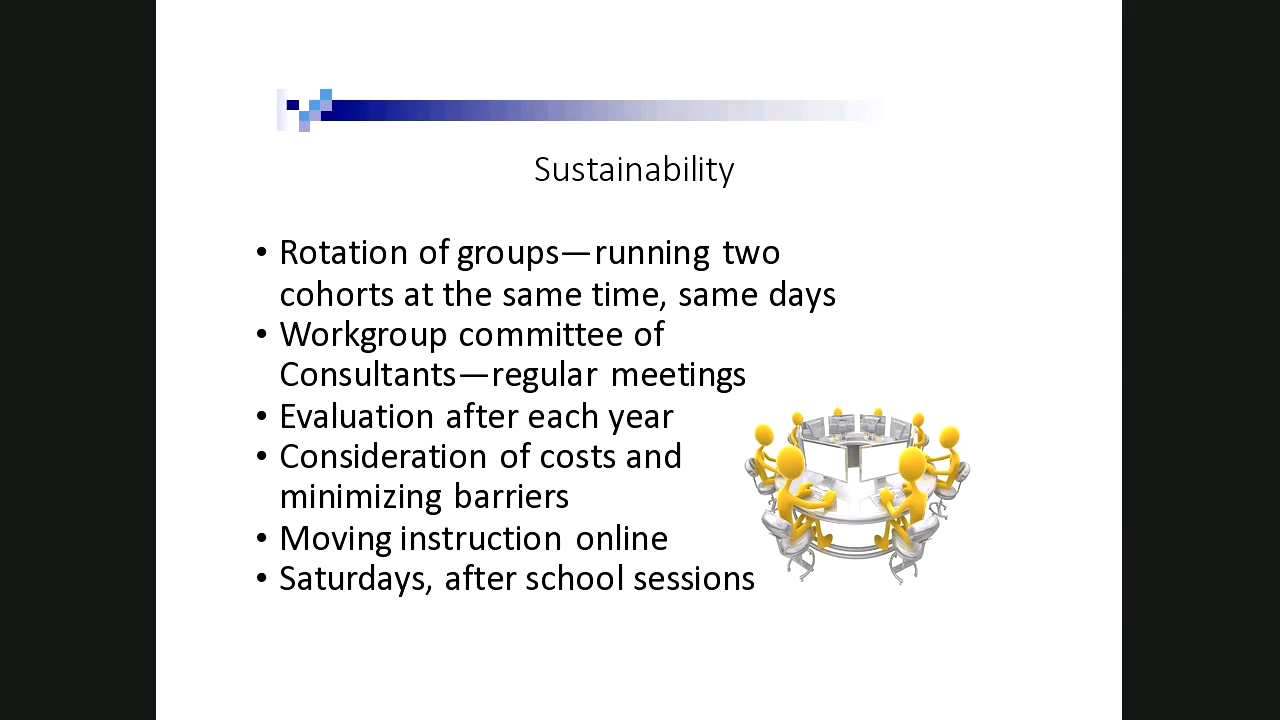 Sustainability
• Rotation of groups—running two
cohorts at the same time, same days
• Workgroup committee of
Consultants—regular meetings
• Evaluation after each year
• Consideration of costs and
minimizing barriers
• Moving instruction online
• Saturdays, after school sessions